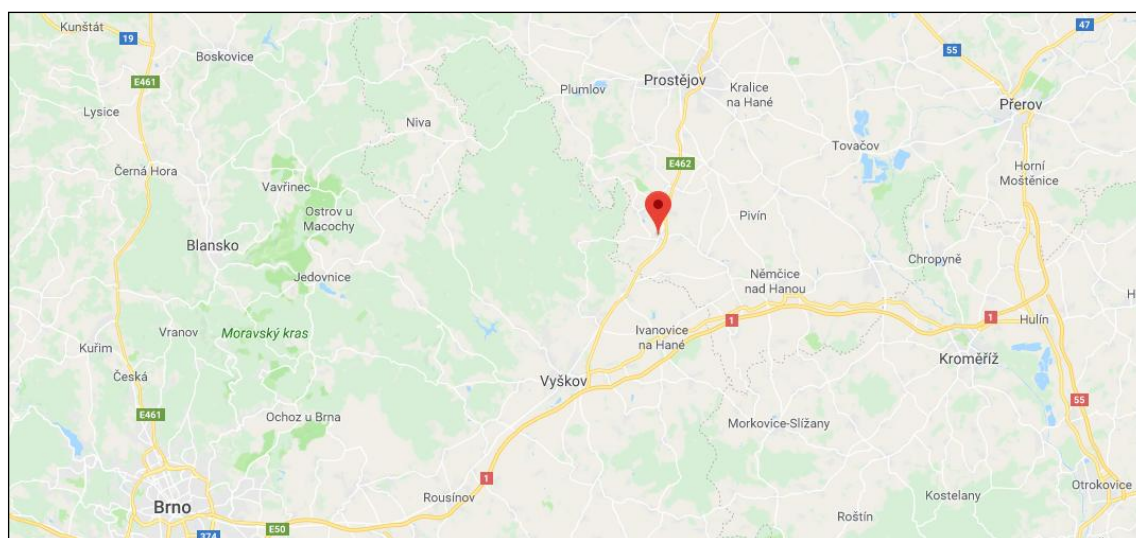 Kunštát
19
Boskovice
E461
Lysice
Niva
Plumlov
Prostějov
Kralice
na Hané
55
47
Přerov
Tovačov
E462
Horní
Moštěnice
Černá Hora
Vavřinec
Ostrov u
Macochy
Blansko
Jedovnice
Pivín
Němčice
nad Hanou
Chropyně
Vranov
Moravský kras
Kuřim
Česká
1
Ivanovice
na Hané
1
Hulín
H
Kroměříž
Vyškov
E461
Ochoz u Brna
Morkovice-Slížany
55
Brno
1
Rousínov
E50
374
Otrokovice
Kostelany
Roštín